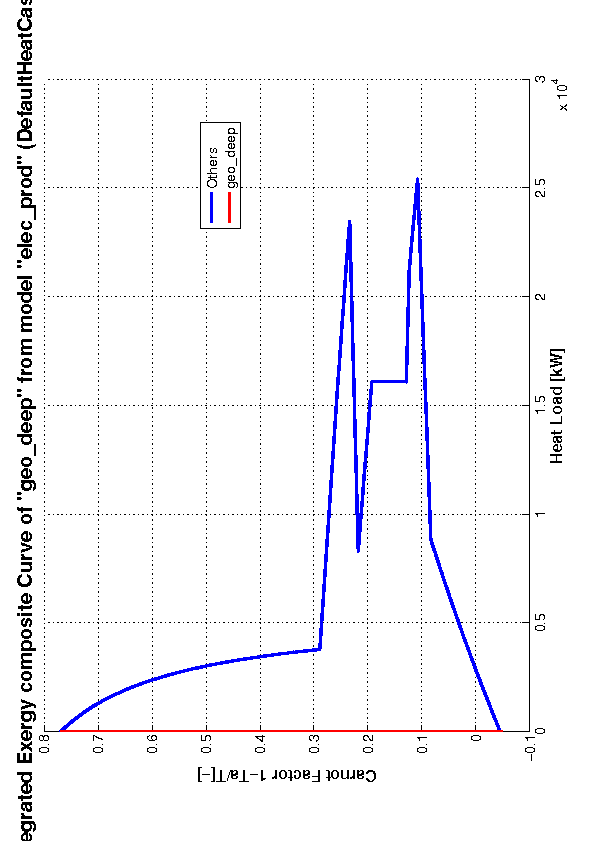 egrated Exergy composite Curve of "geo_deep" from model "elec_prod" (DefaultHeatCas
Others
geo_deep
0.8
0.7
0.6
0.5
0.4
0.3
0.2
0.1
0
−0.1
Carnot Factor 1−Ta/T[−]
0
0.5
1
1.5
2
2.5
3
x 10⁴
Heat Load [kW]